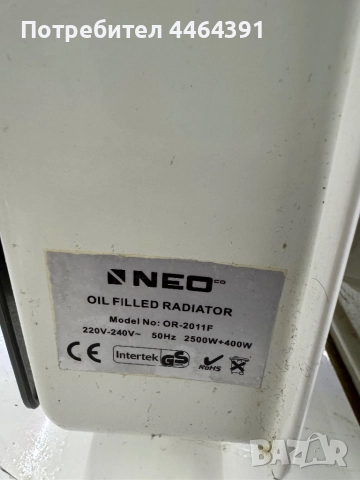 Потребител 4464391
NEO CO
OIL FILLED RADIATOR
Model No: OR-2011F
220V-240V~ 50Hz 2500W+400W
CE Intertek GS RoHS
BAZAR